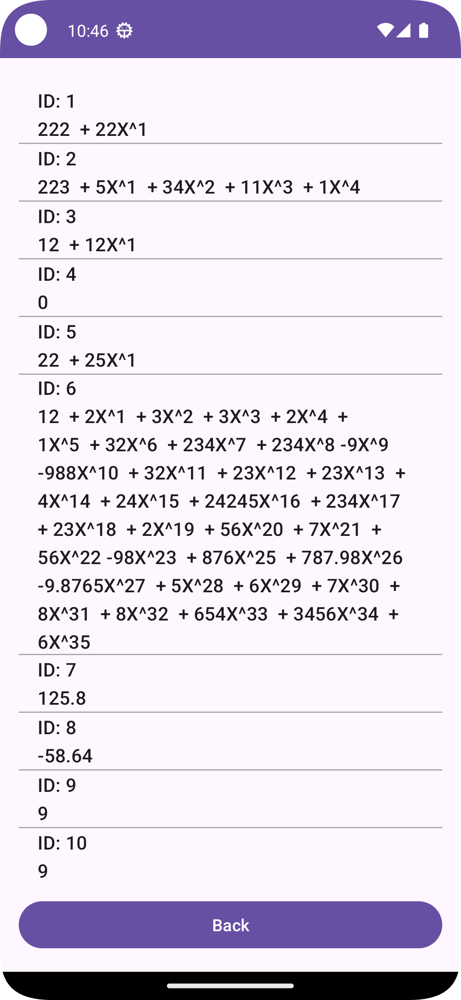 10:46
ID: 1
222  + 22X^1
ID: 2
223  + 5X^1  + 34X^2  + 11X^3  + 1X^4
ID: 3
12  + 12X^1
ID: 4
0
ID: 5
22  + 25X^1
ID: 6
12  + 2X^1  + 3X^2  + 3X^3  + 2X^4  +
1X^5  + 32X^6  + 234X^7  + 234X^8 -9X^9
-988X^10  + 32X^11  + 23X^12  + 23X^13  +
4X^14  + 24X^15  + 24245X^16  + 234X^17
+ 23X^18  + 2X^19  + 56X^20  + 7X^21  +
56X^22 -98X^23  + 876X^25  + 787.98X^26
-9.8765X^27  + 5X^28  + 6X^29  + 7X^30  +
8X^31  + 8X^32  + 654X^33  + 3456X^34  +
6X^35
ID: 7
125.8
ID: 8
-58.64
ID: 9
9
ID: 10
9
Back